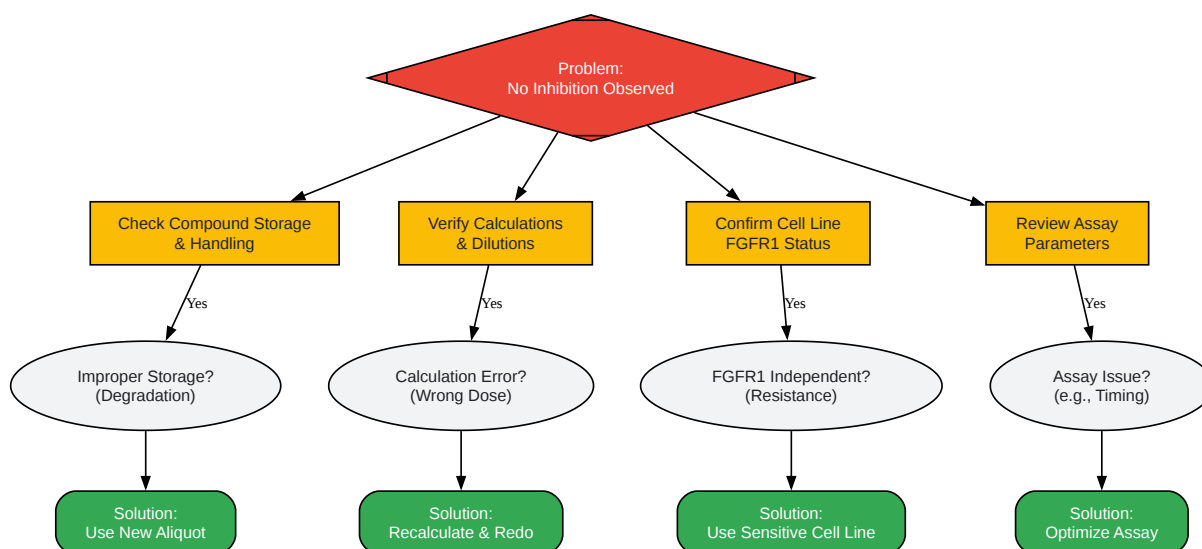 Problem:
No Inhibition Observed
Check Compound Storage
& Handling
Verify Calculations
& Dilutions
Confirm Cell Line
FGFR1 Status
Review Assay
Parameters
Yes
Yes
Yes
Yes
Improper Storage?
(Degradation)
Calculation Error?
(Wrong Dose)
FGFR1 Independent?
(Resistance)
Assay Issue?
(e.g., Timing)
Solution:
Use New Aliquot
Solution:
Recalculate & Redo
Solution:
Use Sensitive Cell Line
Solution:
Optimize Assay